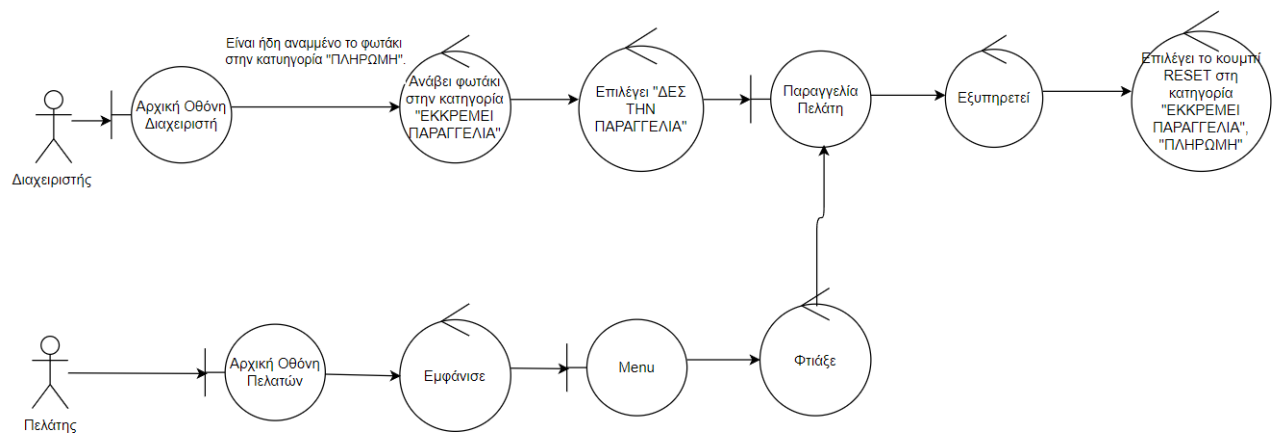 Είναι ήδη αναμμένο το φωτάκι
στην κατυηγορία "ΠΛΗΡΩΜΗ".
Αρχική Οθόνη
Διαχειριστή
Ανάβει φωτάκι
στην κατηγορία
"ΕΚΚΡΕΜΕΙ
ΠΑΡΑΓΓΕΛΙΑ"
Επιλέγει "ΔΕΣ
ΤΗΝ
ΠΑΡΑΓΓΕΛΙΑ"
Παραγγελία
Πελάτη
Εξυπηρετεί
Επιλέγει το κουμπί
RESET στη
κατηγορία
"ΕΚΚΡΕΜΕΙ
ΠΑΡΑΓΓΕΛΙΑ",
"ΠΛΗΡΩΜΗ"
Διαχειριστής
Αρχική Οθόνη
Πελατών
Εμφάνισε
Menu
Φτιάξε
Πελάτης